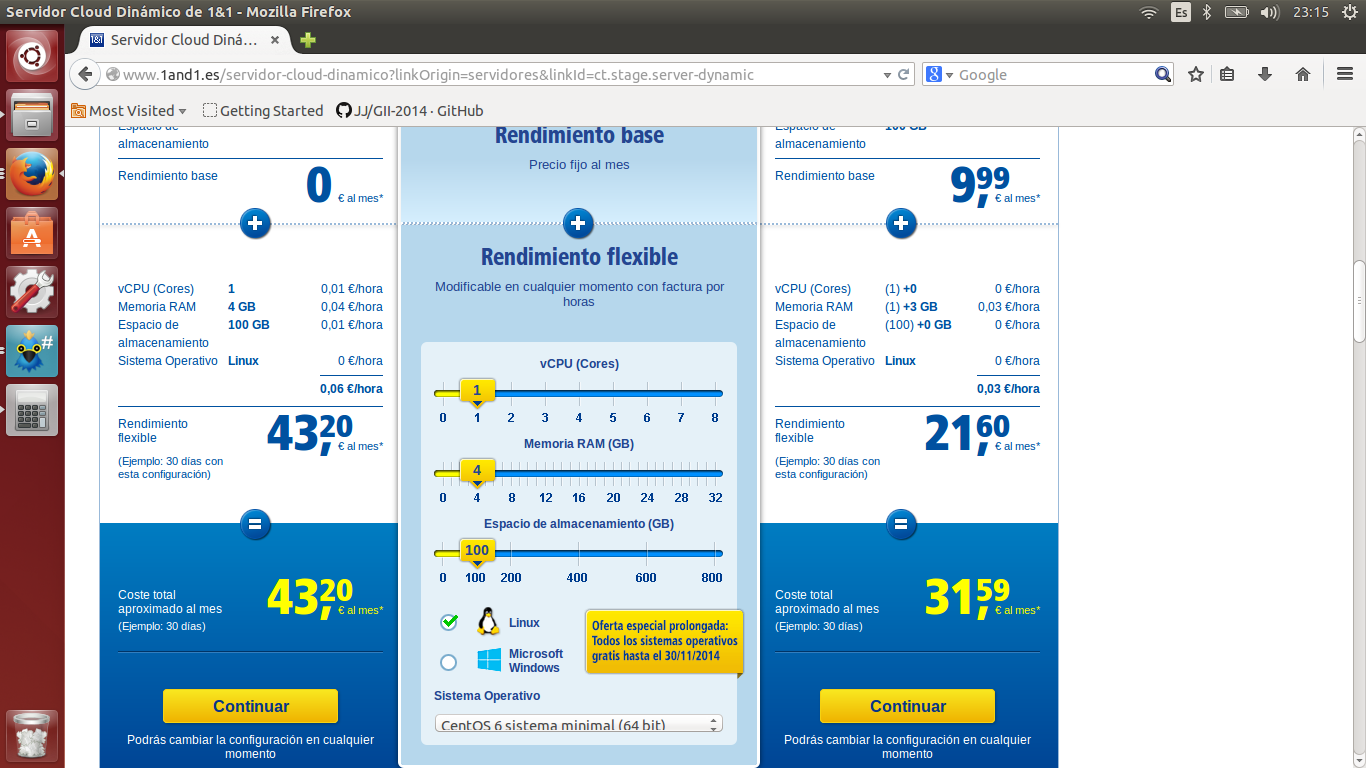 Servidor Cloud Dinámico de 1&1 - Mozilla Firefox
Es
23:15
1&1 Servidor Cloud Diná…
www.1and1.es/servidor-cloud-dinamico?linkOrigin=servidores&linkId=ct.stage.server-dynamic
Google
Most Visited
Getting Started
JJ/GII-2014 · GitHub
Espacio de
almacenamiento
Rendimiento base
0
€ al mes*
vCPU (Cores) 1 0,01 €/hora
Memoria RAM 4 GB 0,04 €/hora
Espacio de 100 GB 0,01 €/hora
almacenamiento
Sistema Operativo Linux 0 €/hora
0,06 €/hora
Rendimiento
flexible
43,20
€ al mes*
(Ejemplo: 30 días con
esta configuración)
Coste total
aproximado al mes
43,20
€ al mes*
(Ejemplo: 30 días)
Continuar
Podrás cambiar la configuración en cualquier
momento
Rendimiento base
Precio fijo al mes
Rendimiento flexible
Modificable en cualquier momento con factura por
horas
vCPU (Cores)
1
0 1 2 3 4 5 6 7 8
Memoria RAM (GB)
4
0 4 8 12 16 20 24 28 32
Espacio de almacenamiento (GB)
100
0 100 200 400 600 800
Linux
Microsoft
Windows
Oferta especial prolongada:
Todos los sistemas operativos
gratis hasta el 30/11/2014
Sistema Operativo
CentOS 6 sistema minimal (64 bit)
Espacio de 100 GB
almacenamiento
Rendimiento base
9,99
€ al mes*
vCPU (Cores) (1) +0 0 €/hora
Memoria RAM (1) +3 GB 0,03 €/hora
Espacio de (100) +0 GB 0 €/hora
almacenamiento
Sistema Operativo Linux 0 €/hora
0,03 €/hora
Rendimiento
flexible
21,60
€ al mes*
(Ejemplo: 30 días con
esta configuración)
Coste total
aproximado al mes
31,59
€ al mes*
(Ejemplo: 30 días)
Continuar
Podrás cambiar la configuración en cualquier
momento